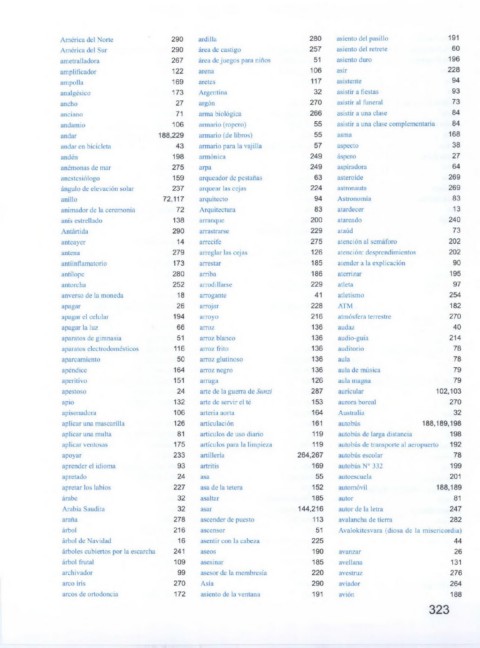 América del Norte 290
América del Sur 290
ametralladora 267
amplificador 122
ampolla 169
analgésico 173
ancho 27
anciano 71
andamio 106
andar 188,229
andar en bicicleta 43
andén 198
anémonas de mar 275
anestesiólogo 159
ángulo de elevación solar 237
anillo 72,117
animador de la ceremonia 72
anís estrellado 138
Antártida 290
anteayer 14
antena 279
antiinflamatorio 173
antílope 280
antorcha 252
anverso de la moneda 18
apagar 26
apagar el celular 194
apagar la luz 66
aparatos de gimnasia 51
aparatos electrodomésticos 116
aparcamiento 50
apéndice 164
aperitivo 151
apestoso 24
apio 132
apisonadora 106
aplicar una mascarilla 126
aplicar una multa 81
aplicar ventosas 175
apoyar 233
aprender el idioma 93
apretado 24
apretar los labios 227
árabe 32
Arabia Saudita 32
araña 278
árbol 216
árbol de Navidad 16
árboles cubiertos por la escarcha 241
árbol frutal 109
archivador 99
arco iris 270
arcos de ortodoncia 172
ardilla 280
área de castigo 257
área de juegos para niños 51
arena 106
aretes 117
Argentina 32
argón 270
arma biológica 266
armario (ropero) 55
armario (de libros) 55
armario para la vajilla 57
armónica 249
arpa 249
arqueador de pestañas 63
arquear las cejas 224
arquitecto 94
Arquitectura 83
arranque 200
arrastrarse 229
arrecife 275
arreglar las cejas 126
arrestar 185
arriba 186
arrodillarse 229
arrogante 41
arrojar 228
arroyo 216
arroz 136
arroz blanco 136
arroz frito 136
arroz glutinoso 136
arroz negro 136
arruga 126
arte de la guerra de Sunzi 287
arte de servir el té 153
arteria aorta 164
articulación 161
artículos de uso diario 119
artículos para la limpieza 119
artillería 264,267
artritis 169
asa 55
asa de la tetera 152
asaltar 185
asar 144,216
ascender de puesto 113
ascensor 51
asentir con la cabeza 225
aseos 190
asesinar 185
asesor de la membresía 220
Asia 290
asiento de la ventana 191
asiento del pasillo 191
asiento del retrete 60
asiento duro 196
asir 228
asistente 94
asistir a fiestas 93
asistir al funeral 73
asistir a una clase 84
asistir a una clase complementaria 84
asma 168
aspecto 38
áspero 27
aspiradora 64
asteroide 269
astronauta 269
Astronomía 83
atardecer 13
atascado 240
ataúd 73
atención al semáforo 202
atención: desprendimientos 202
atender a la explicación 90
aterrizar 195
atleta 97
atletismo 254
ATM 182
atmósfera terrestre 270
audaz 40
audio-guía 214
auditorio 78
aula 78
aula de música 79
aula magna 79
auricular 102,103
aurora boreal 270
Australia 32
autobús 188,189,198
autobús de larga distancia 198
autobús de transporte al aeropuerto 192
autobús escolar 78
autobús N° 332 199
autoescuela 201
automóvil 188,189
autor 81
autor de la letra 247
avalancha de tierra 282
Avalokitesvara (diosa de la misericordia)
44
avanzar 26
avellana 131
avestruz 276
aviador 264
avión 188
323